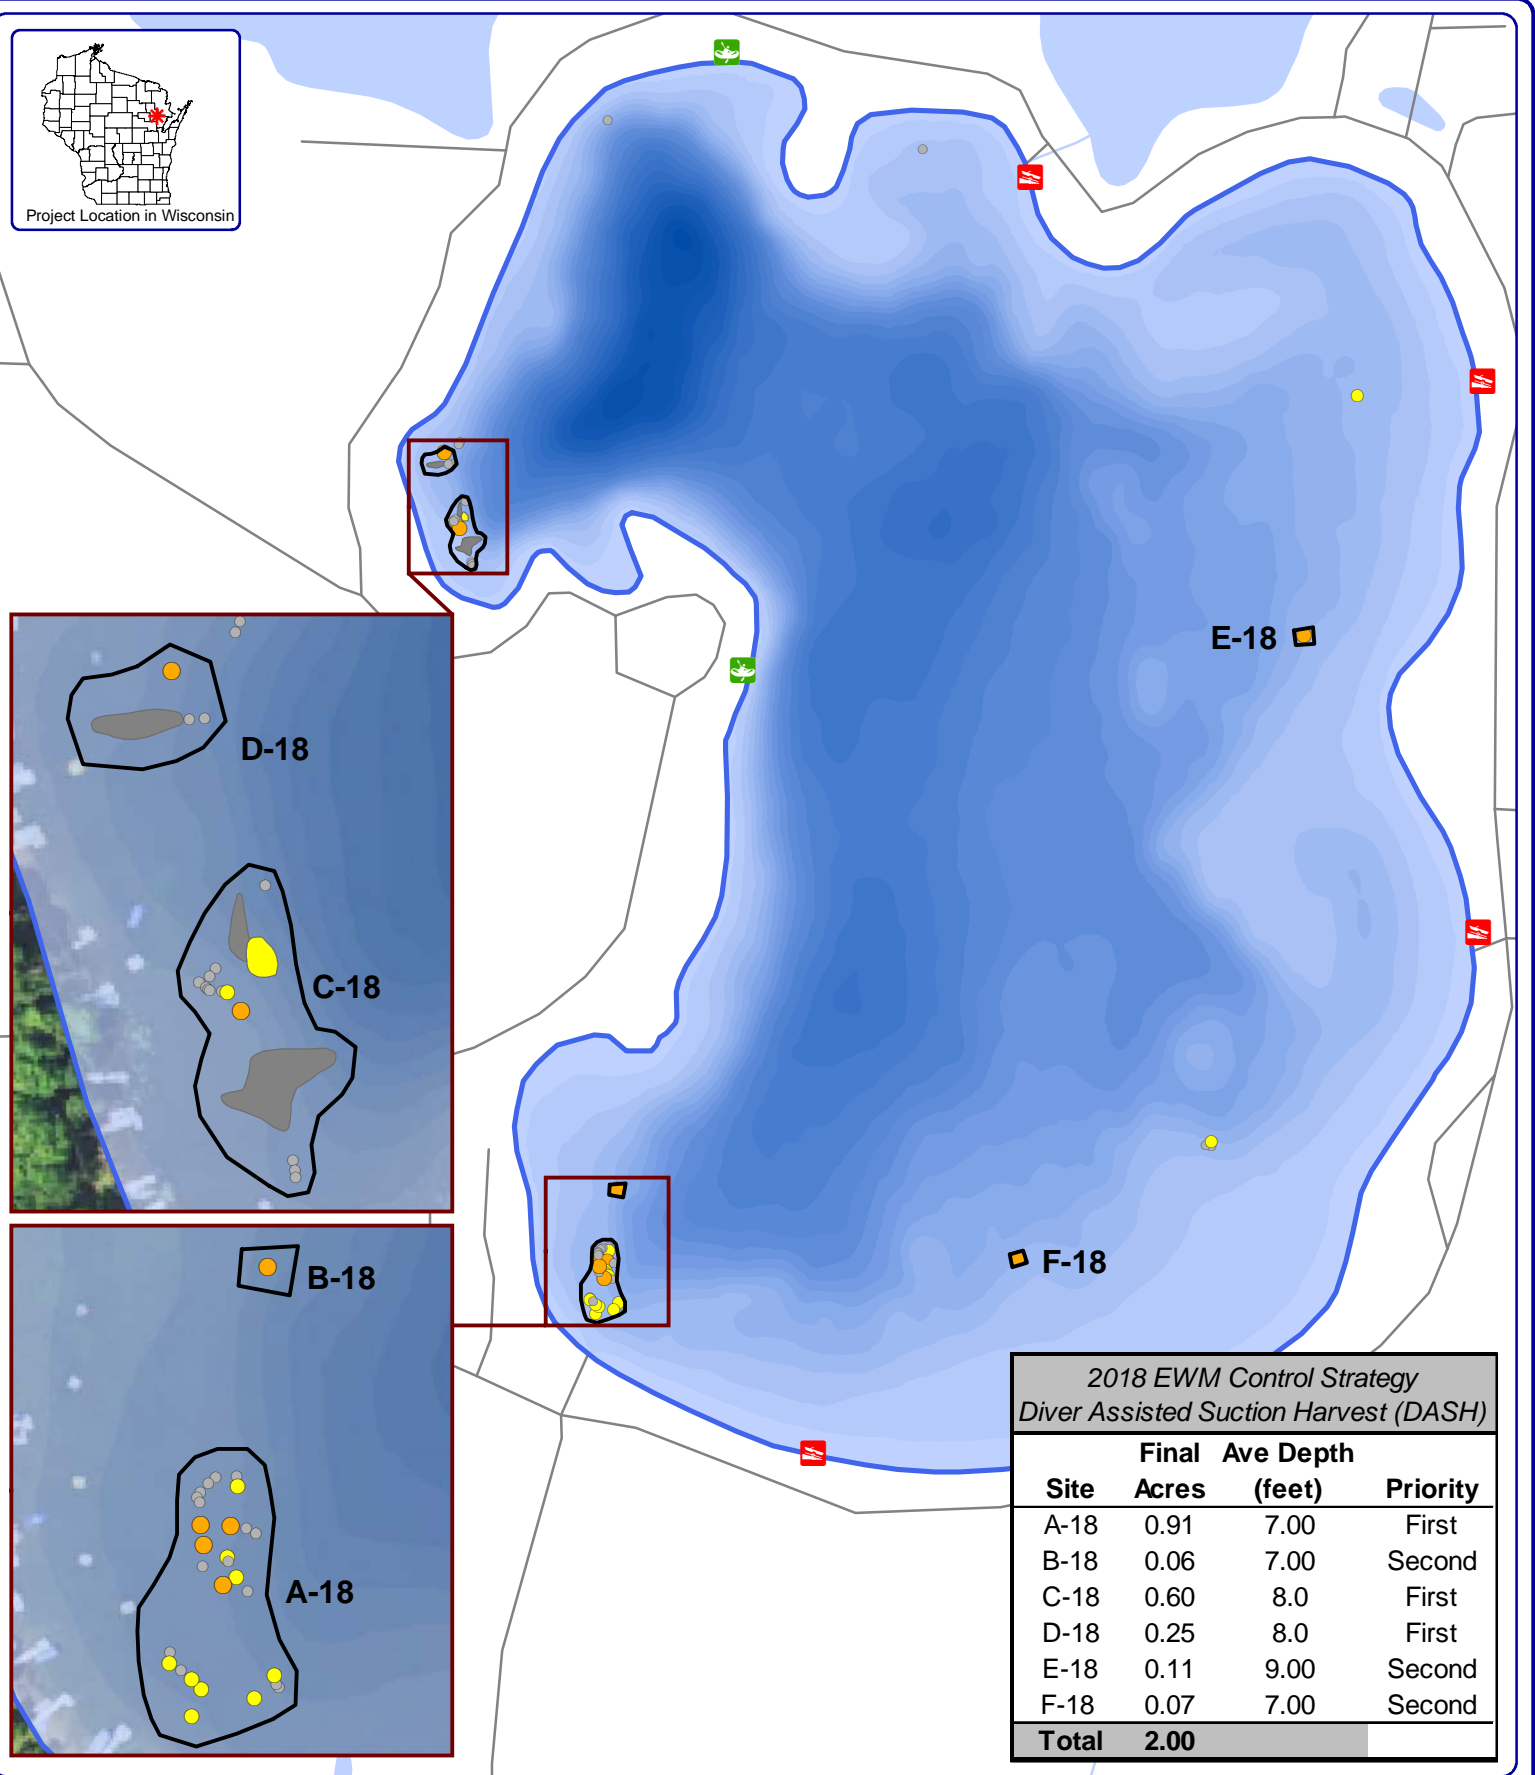 Project Location in Wisconsin
E-18
D-18
C-18
B-18
F-18
A-18
2018 EWM Control Strategy
Diver Assisted Suction Harvest (DASH)
Final Ave Depth
Site Acres (feet) Priority
A-18 0.91 7.00 First
B-18 0.06 7.00 Second
C-18 0.60 8.0 First
D-18 0.25 8.0 First
E-18 0.11 9.00 Second
F-18 0.07 7.00 Second
Total 2.00